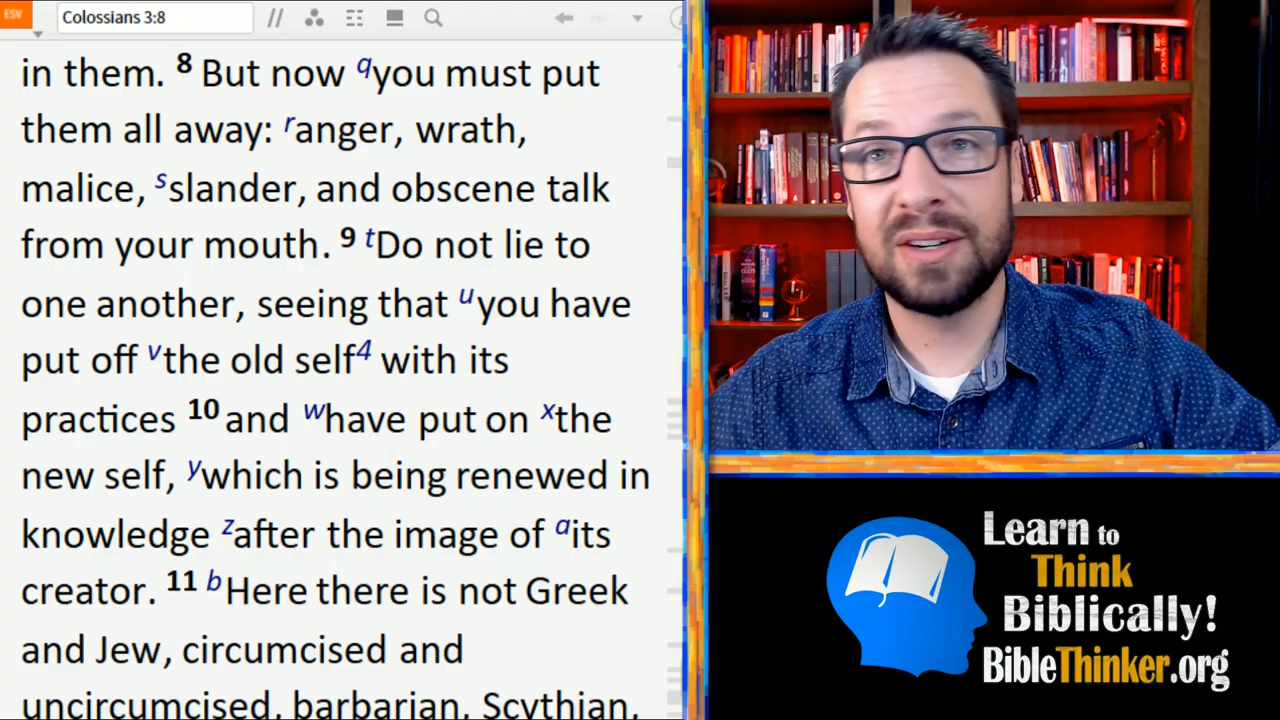 ESV
Colossians 3:8
in them. 8 But now q you must put
them all away: r anger, wrath,
malice, s slander, and obscene talk
from your mouth. 9 t Do not lie to
one another, seeing that u you have
put off v the old self4 with its
practices 10 and w have put on x the
new self, y which is being renewed in
knowledge z after the image of a its
creator. 11 b Here there is not Greek
and Jew, circumcised and
uncircumcised, barbarian, Scythian,
Learn to
Think
Biblically!
BibleThinker.org